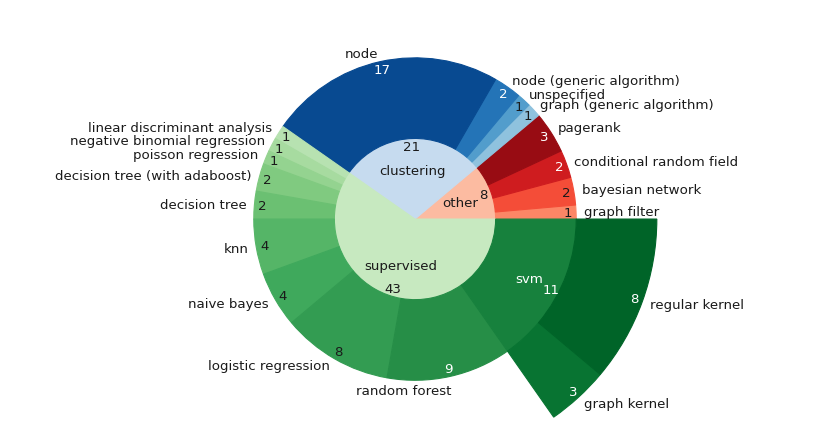 node
17
node (generic algorithm)
2
unspecified
1
graph (generic algorithm)
1
pagerank
3
conditional random field
2
bayesian network
2
graph filter
1
linear discriminant analysis
1
negative binomial regression
1
poisson regression
1
decision tree (with adaboost)
2
decision tree
2
knn
4
naive bayes
4
logistic regression
8
random forest
9
21
clustering
other
8
supervised
43
svm
11
regular kernel
8
graph kernel
3